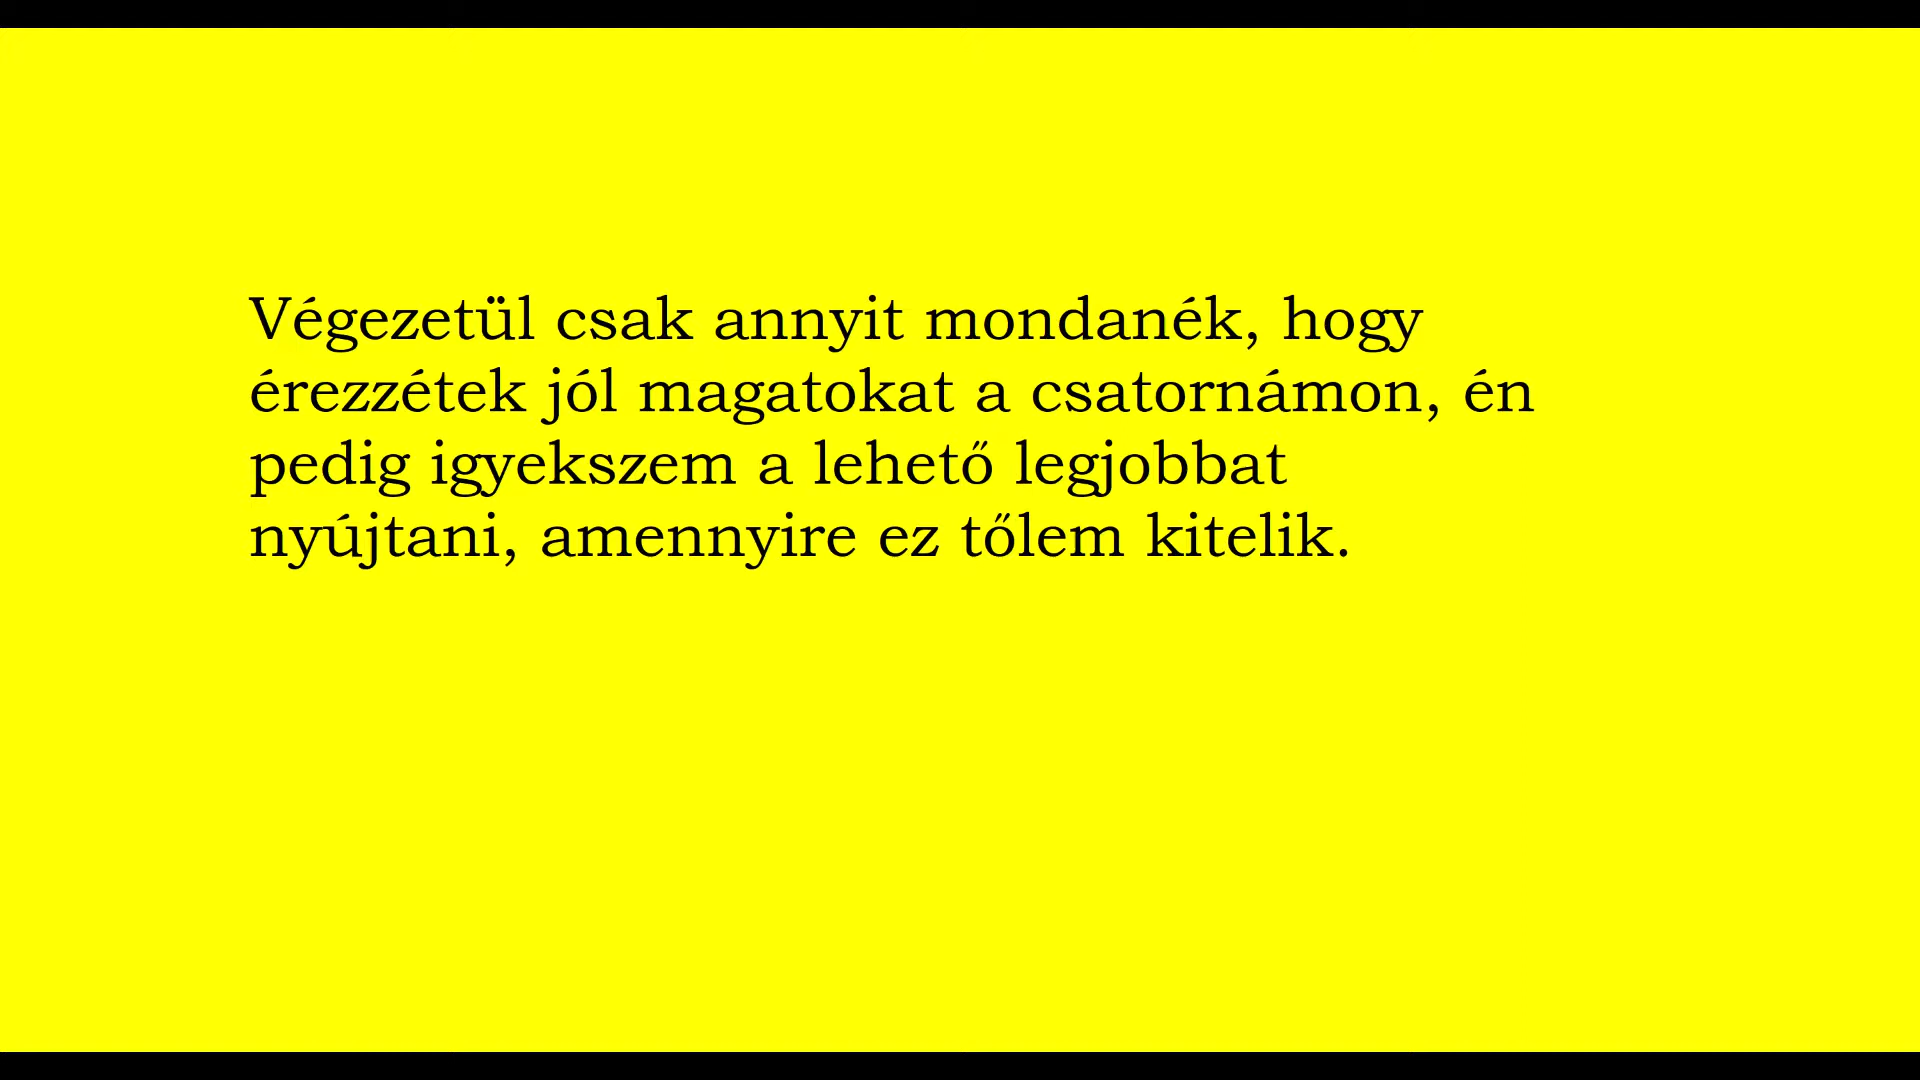 Végezetül csak annyit mondanék, hogy
érezzétek jól magatokat a csatornámon, én
pedig igyekszem a lehető legjobbat
nyújtani, amennyire ez tőlem kitelik.